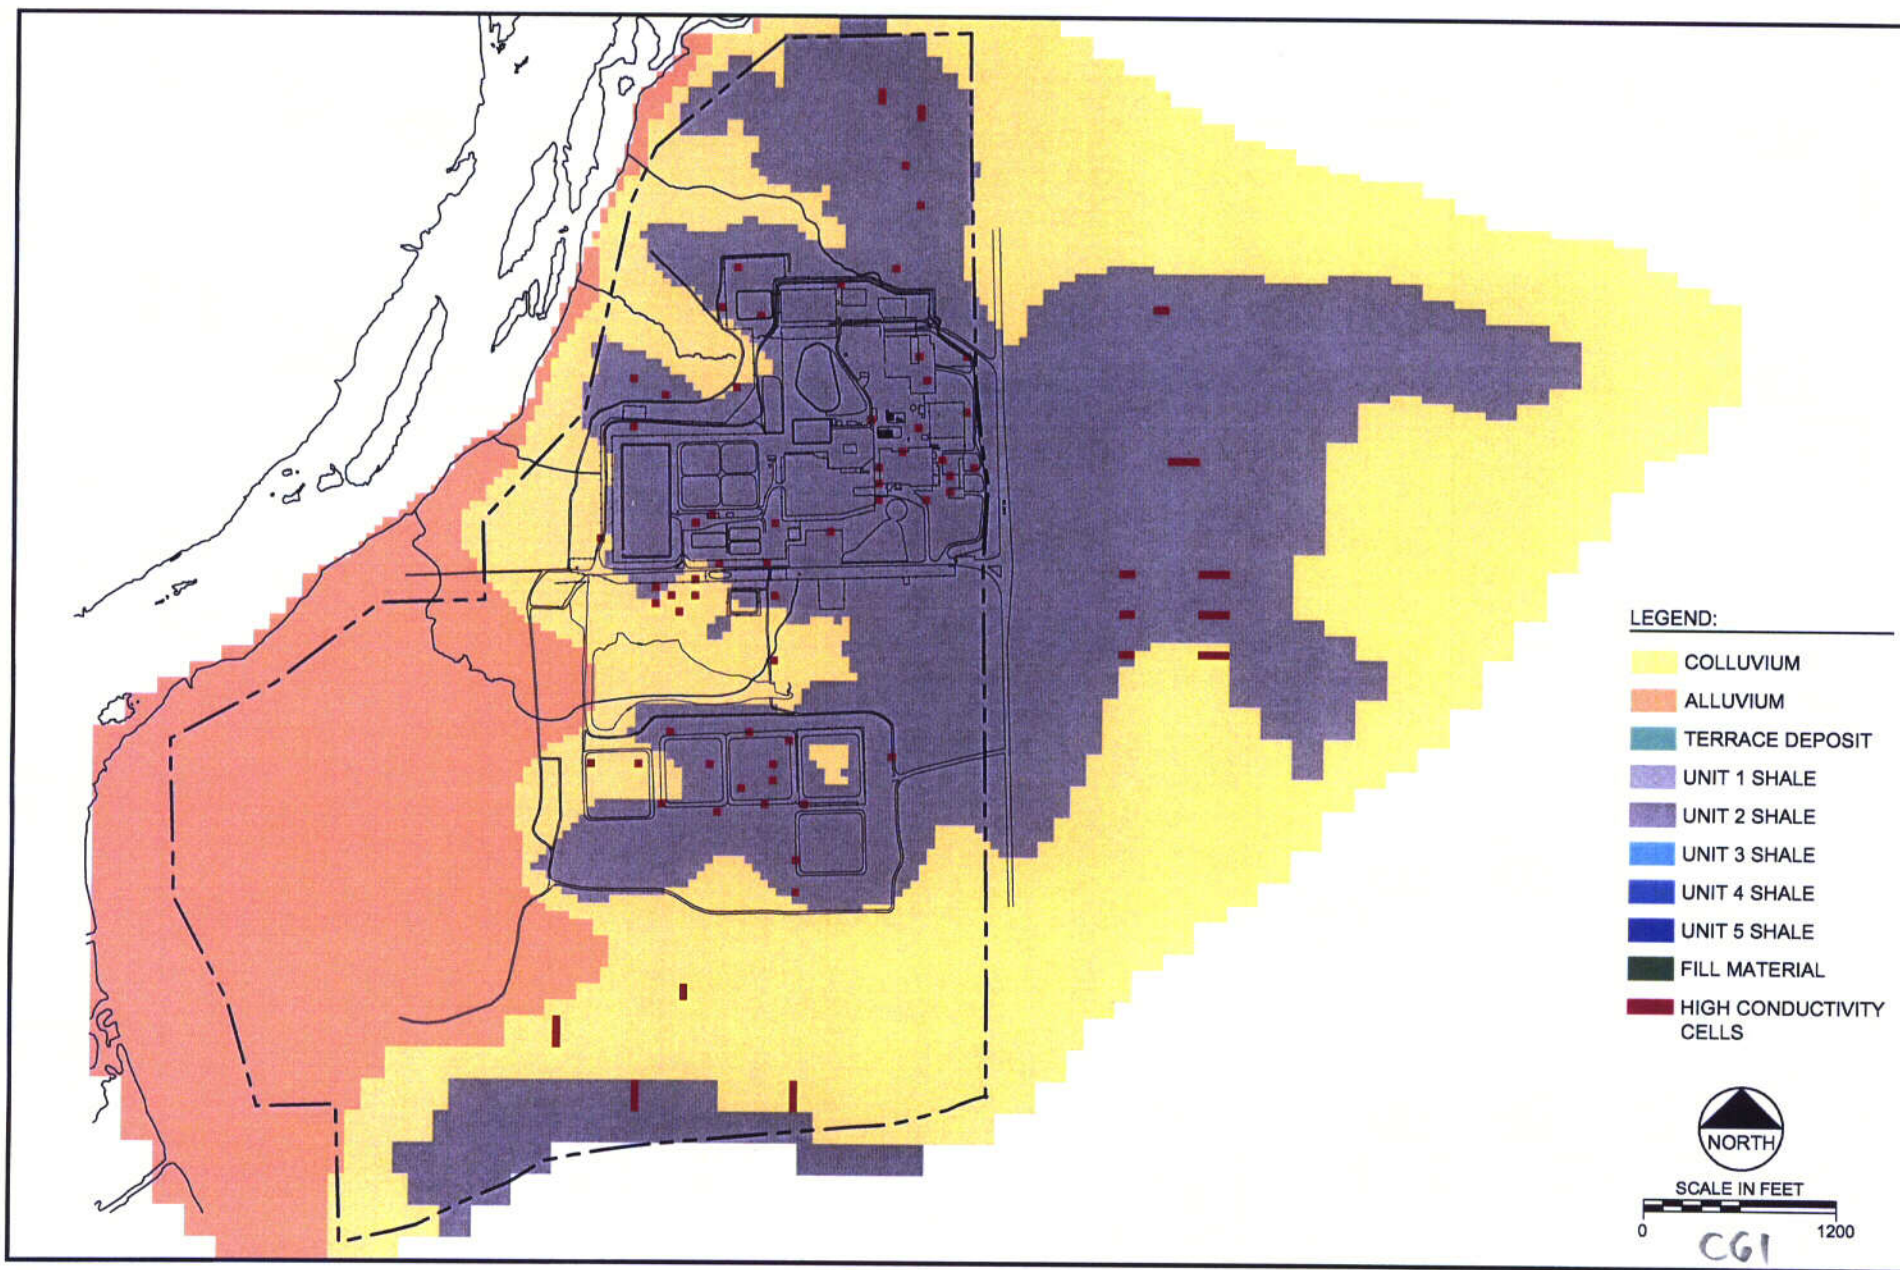 LEGEND:
COLLUVIUM
ALLUVIUM
TERRACE DEPOSIT
UNIT 1 SHALE
UNIT 2 SHALE
UNIT 3 SHALE
UNIT 4 SHALE
UNIT 5 SHALE
FILL MATERIAL
HIGH CONDUCTIVITY
CELLS
NORTH
SCALE IN FEET
0 1200
CG1